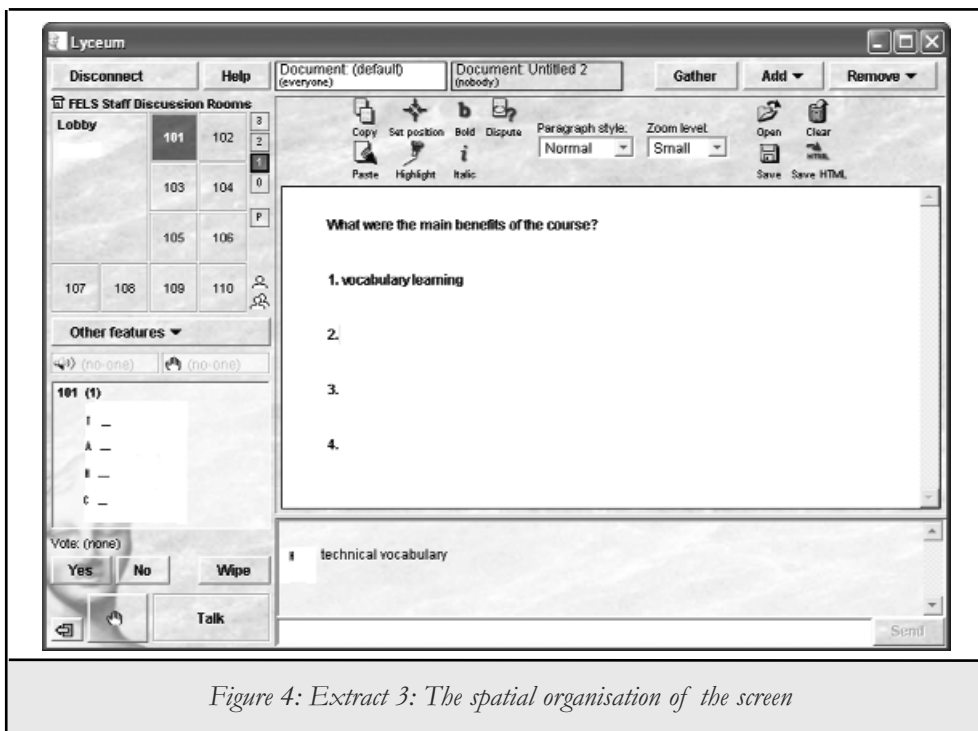 Lyceum
Disconnect
Help
Document: (default)
(everyone)
Document: Untitled 2
(nobody)
Gather
Add
Remove
FELS Staff Discussion Rooms
Lobby
101
102
3
2
1
0
103
104
P
105
106
107
108
109
110
Other features
(no-one)
(no-one)
101 (1)
T
A
C
Vote: (none)
Yes
No
Wipe
Talk
Copy
Set position
Bold
Dispute
Paste
Highlight
Italic
Paragraph style:
Normal
Zoom level:
Small
Open
Clear
Save
Save HTML
What were the main benefits of the course?
1. vocabulary learning
2.
3.
4.
technical vocabulary
Send
Figure 4: Extract 3: The spatial organisation of the screen